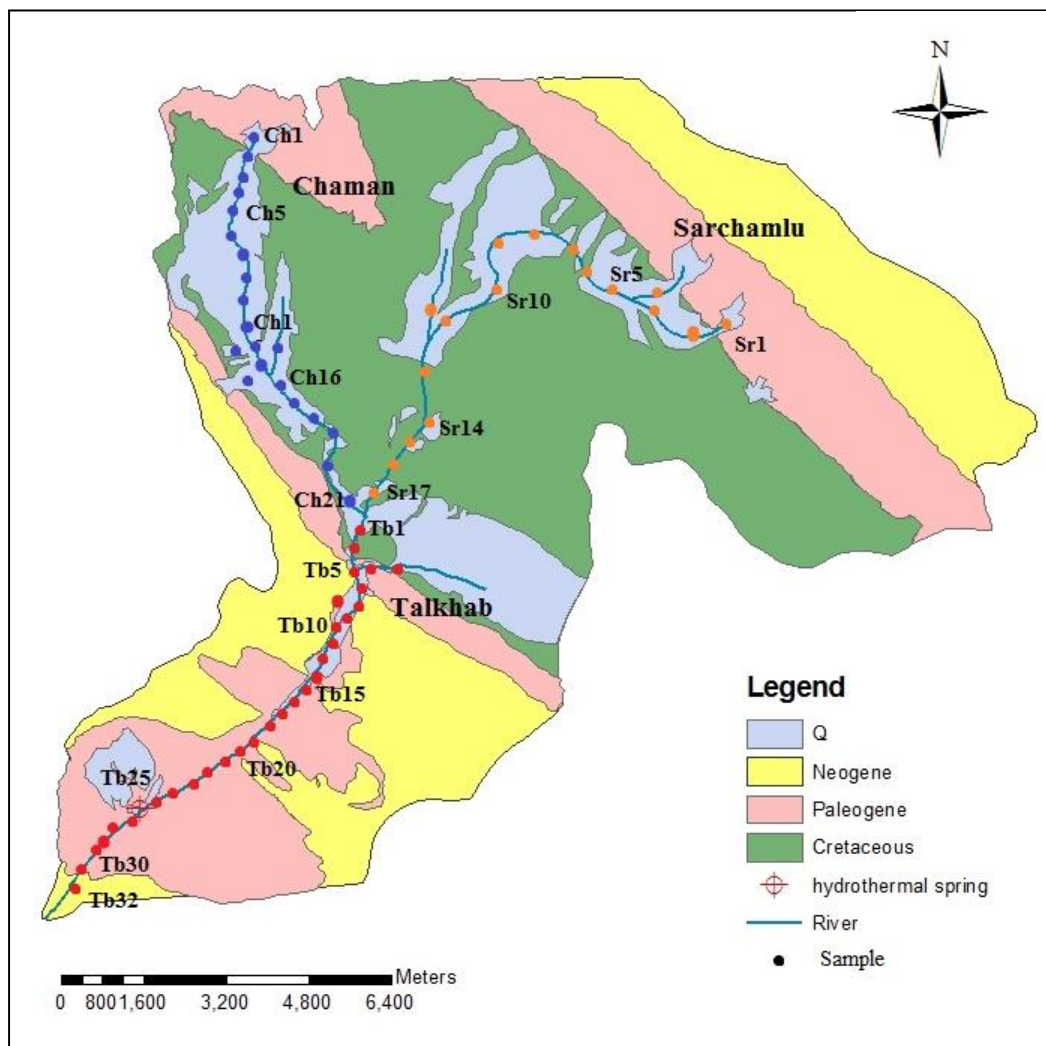 N
Ch1
Chaman
Ch5
Sarchamlu
Sr5
Sr10
Ch1
Sr1
Ch16
Sr14
Sr17
Ch21
Tb1
Tb5
Talkhab
Tb10
Tb15
Tb20
Tb25
Tb30
Tb32
Legend
Q
Neogene
Paleogene
Cretaceous
hydrothermal spring
River
Sample
Meters
0 800 1,600 3,200 4,800 6,400